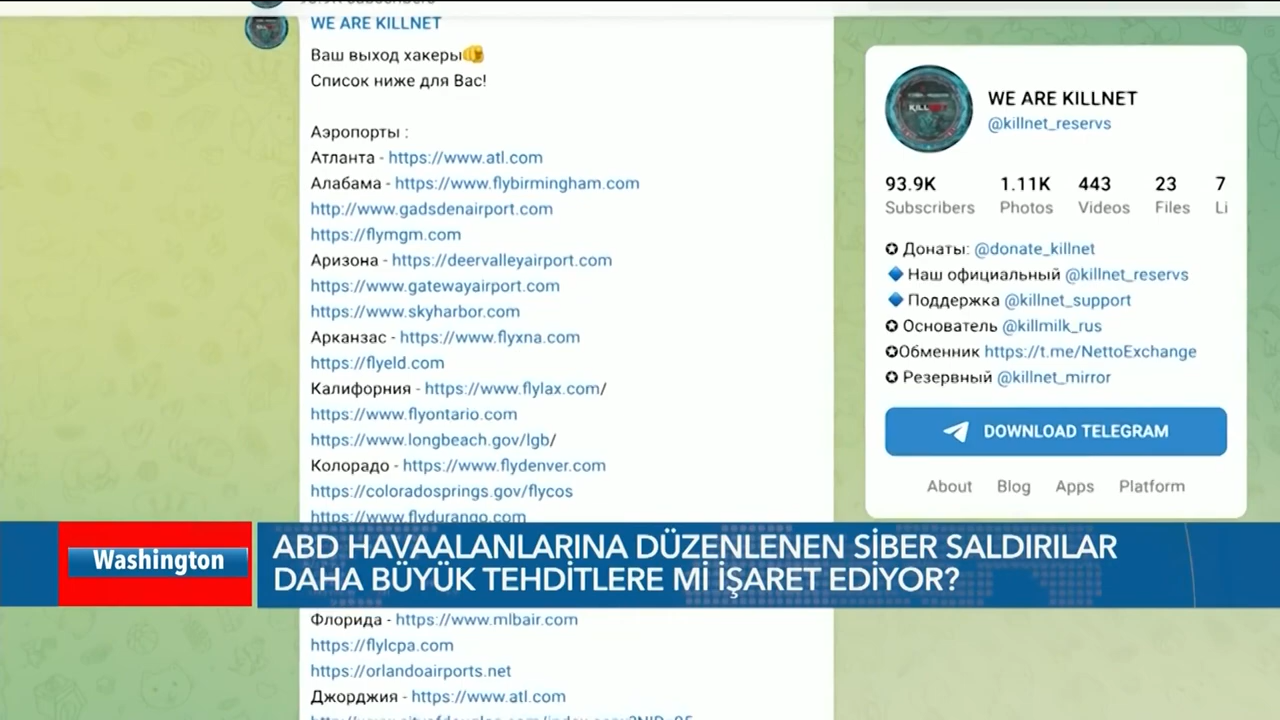 WE ARE KILLNET
Ваш выход хакеры
Список ниже для Вас!
Аэропорты :
Атланта - https://www.atl.com
Алабама - https://www.flybirmingham.com
http://www.gadsdenairport.com
https://flymgm.com
Аризона - https://deervalleyairport.com
https://www.gatewayairport.com
https://www.skyharbor.com
Арканзас - https://www.flyxna.com
https://flyeld.com
Калифорния - https://www.flylax.com/
https://www.flyontario.com
https://www.longbeach.gov/lgb/
Колорадо - https://www.flydenver.com
https://coloradosprings.gov/flycos
https://www.flydurango.com
Флорида - https://www.mlbair.com
https://flylcpa.com
https://orlandoairports.net
Джорджия - https://www.atl.com
WE ARE KILLNET
@killnet_reservs
93.9K 1.11K 443 23 7
Subscribers Photos Videos Files Li
✪ Донаты: @donate_killnet
🔷 Наш официальный @killnet_reservs
🔷 Поддержка @killnet_support
✪ Основатель @killmilk_rus
✪Обменник https://t.me/NettoExchange
✪ Резервный @killnet_mirror
DOWNLOAD TELEGRAM
About Blog Apps Platform
Washington
ABD HAVAALANLARINA DÜZENLENEN SİBER SALDIRILAR
DAHA BÜYÜK TEHDİTLERE Mİ İŞARET EDİYOR?